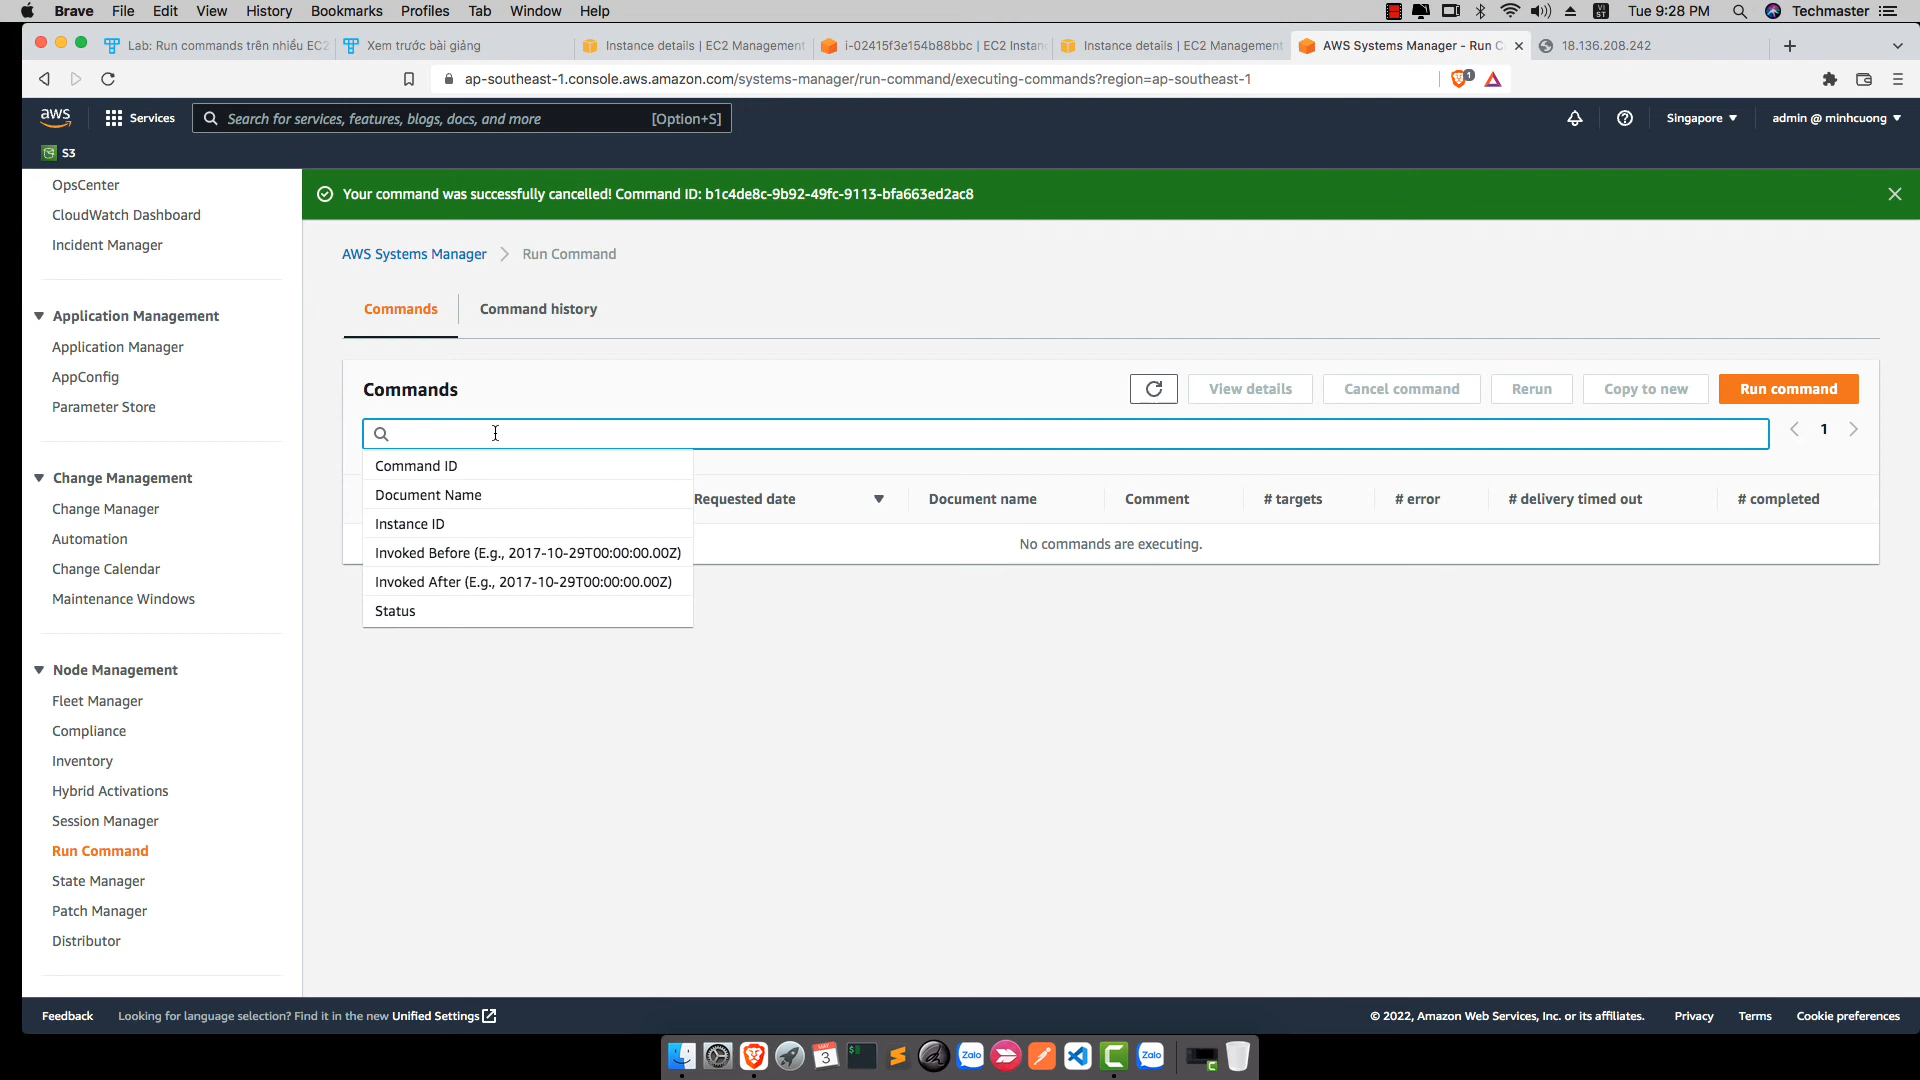 Brave File Edit View History Bookmarks Profiles Tab Window Help
Tue 9:28 PM Techmaster
Lab: Run commands trên nhiều EC2
Xem trước bài giảng
Instance details | EC2 Management
i-02415f3e154b88bbc | EC2 Instan
Instance details | EC2 Management
AWS Systems Manager - Run C
18.136.208.242
ap-southeast-1.console.aws.amazon.com/systems-manager/run-command/executing-commands?region=ap-southeast-1
aws Services Search for services, features, blogs, docs, and more [Option+S] Singapore admin @ minhcuong
S3
OpsCenter
CloudWatch Dashboard
Incident Manager
Application Management
Application Manager
AppConfig
Parameter Store
Change Management
Change Manager
Automation
Change Calendar
Maintenance Windows
Node Management
Fleet Manager
Compliance
Inventory
Hybrid Activations
Session Manager
Run Command
State Manager
Patch Manager
Distributor
Your command was successfully cancelled! Command ID: b1c4de8c-9b92-49fc-9113-bfa663ed2ac8
AWS Systems Manager > Run Command
Commands Command history
Commands
View details Cancel command Rerun Copy to new Run command
1
Command ID
Document Name
Instance ID
Invoked Before (E.g., 2017-10-29T00:00:00.00Z)
Invoked After (E.g., 2017-10-29T00:00:00.00Z)
Status
Requested date Document name Comment # targets # error # delivery timed out # completed
No commands are executing.
Feedback Looking for language selection? Find it in the new Unified Settings
© 2022, Amazon Web Services, Inc. or its affiliates. Privacy Terms Cookie preferences
MAY
3
Zalo
Zalo